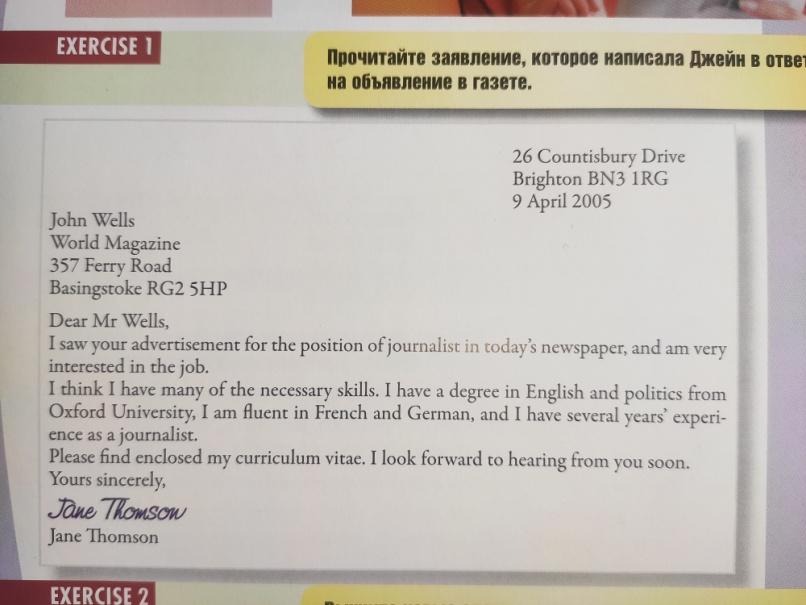 EXERCISE 1
Прочитайте заявление, которое написала Джейн в ответ
на объявление в газете.
26 Countisbury Drive
Brighton BN3 1RG
9 April 2005
John Wells
World Magazine
357 Ferry Road
Basingstoke RG2 5HP
Dear Mr Wells,
I saw your advertisement for the position of journalist in today's newspaper, and am very
interested in the job.
I think I have many of the necessary skills. I have a degree in English and politics from
Oxford University, I am fluent in French and German, and I have several years' experi-
ence as a journalist.
Please find enclosed my curriculum vitae. I look forward to hearing from you soon.
Yours sincerely,
Jane Thomson
Jane Thomson
EXERCISE 2